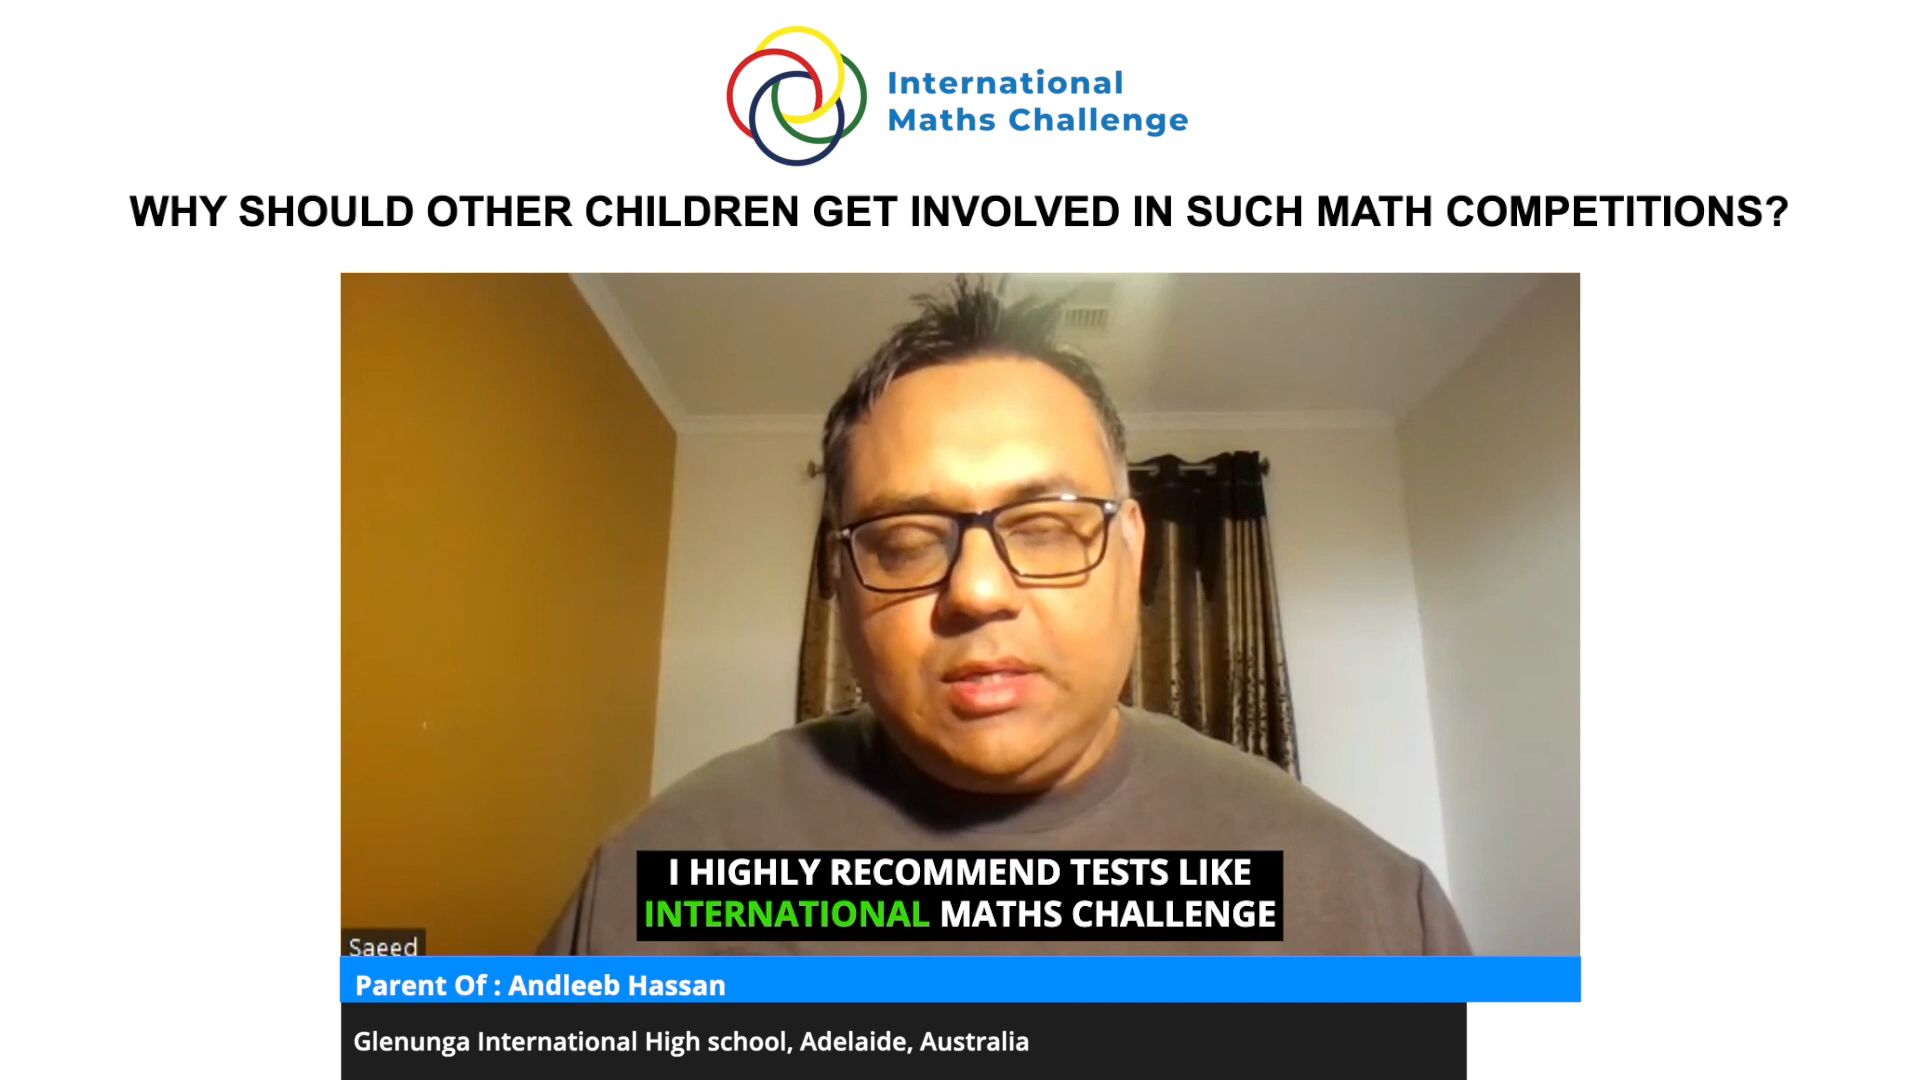 International
Maths Challenge
WHY SHOULD OTHER CHILDREN GET INVOLVED IN SUCH MATH COMPETITIONS?
I HIGHLY RECOMMEND TESTS LIKE
INTERNATIONAL MATHS CHALLENGE
Saeed
Parent Of : Andleeb Hassan
Glenunga International High school, Adelaide, Australia